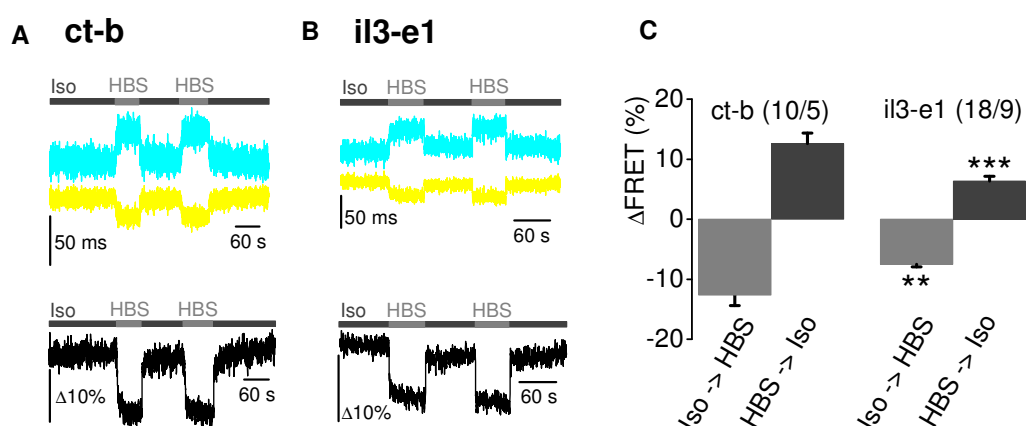 A ct-b
Iso HBS HBS
50 ms
60 s
Iso HBS HBS
Δ10%
60 s
B il3-e1
Iso HBS HBS
50 ms
60 s
Iso HBS HBS
Δ10%
60 s
C
ΔFRET (%)
20
10
0
-10
-20
ct-b (10/5) il3-e1 (18/9)
***
**
Iso -> HBS
HBS -> Iso
Iso -> HBS
HBS -> Iso